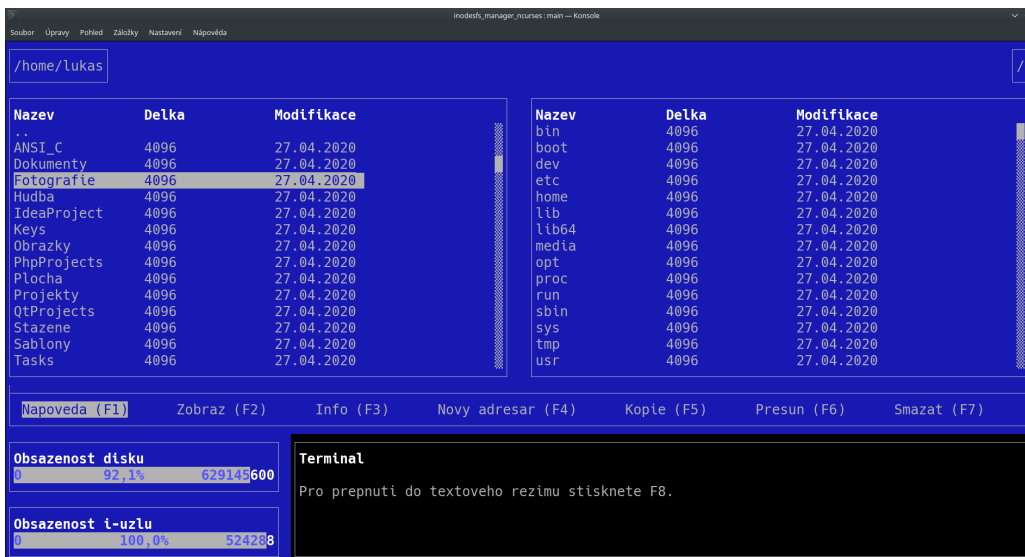 inodesfs_manager_ncurses : main — Konsole
Soubor Úpravy Pohled Záložky Nastavení Nápověda
/home/lukas
/
Nazev Delka Modifikace
..
ANSI_C 4096 27.04.2020
Dokumenty 4096 27.04.2020
Fotografie 4096 27.04.2020
Hudba 4096 27.04.2020
IdeaProject 4096 27.04.2020
Keys 4096 27.04.2020
Obrazky 4096 27.04.2020
PhpProjects 4096 27.04.2020
Plocha 4096 27.04.2020
Projekty 4096 27.04.2020
QtProjects 4096 27.04.2020
Stazene 4096 27.04.2020
Sablony 4096 27.04.2020
Tasks 4096 27.04.2020
Nazev Delka Modifikace
bin 4096 27.04.2020
boot 4096 27.04.2020
dev 4096 27.04.2020
etc 4096 27.04.2020
home 4096 27.04.2020
lib 4096 27.04.2020
lib64 4096 27.04.2020
media 4096 27.04.2020
opt 4096 27.04.2020
proc 4096 27.04.2020
run 4096 27.04.2020
sbin 4096 27.04.2020
sys 4096 27.04.2020
tmp 4096 27.04.2020
usr 4096 27.04.2020
Napoveda (F1) Zobraz (F2) Info (F3) Novy adresar (F4) Kopie (F5) Presun (F6) Smazat (F7)
Obsazenost disku
0 92,1% 629145600
Obsazenost i-uzlu
0 100,0% 524288
Terminal
Pro prepnuti do textoveho rezimu stisknete F8.